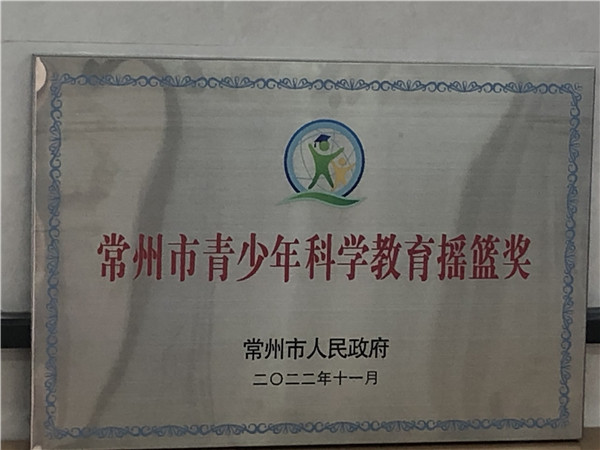 常州市青少年科学教育摇篮奖
常州市人民政府
二〇二二年十一月